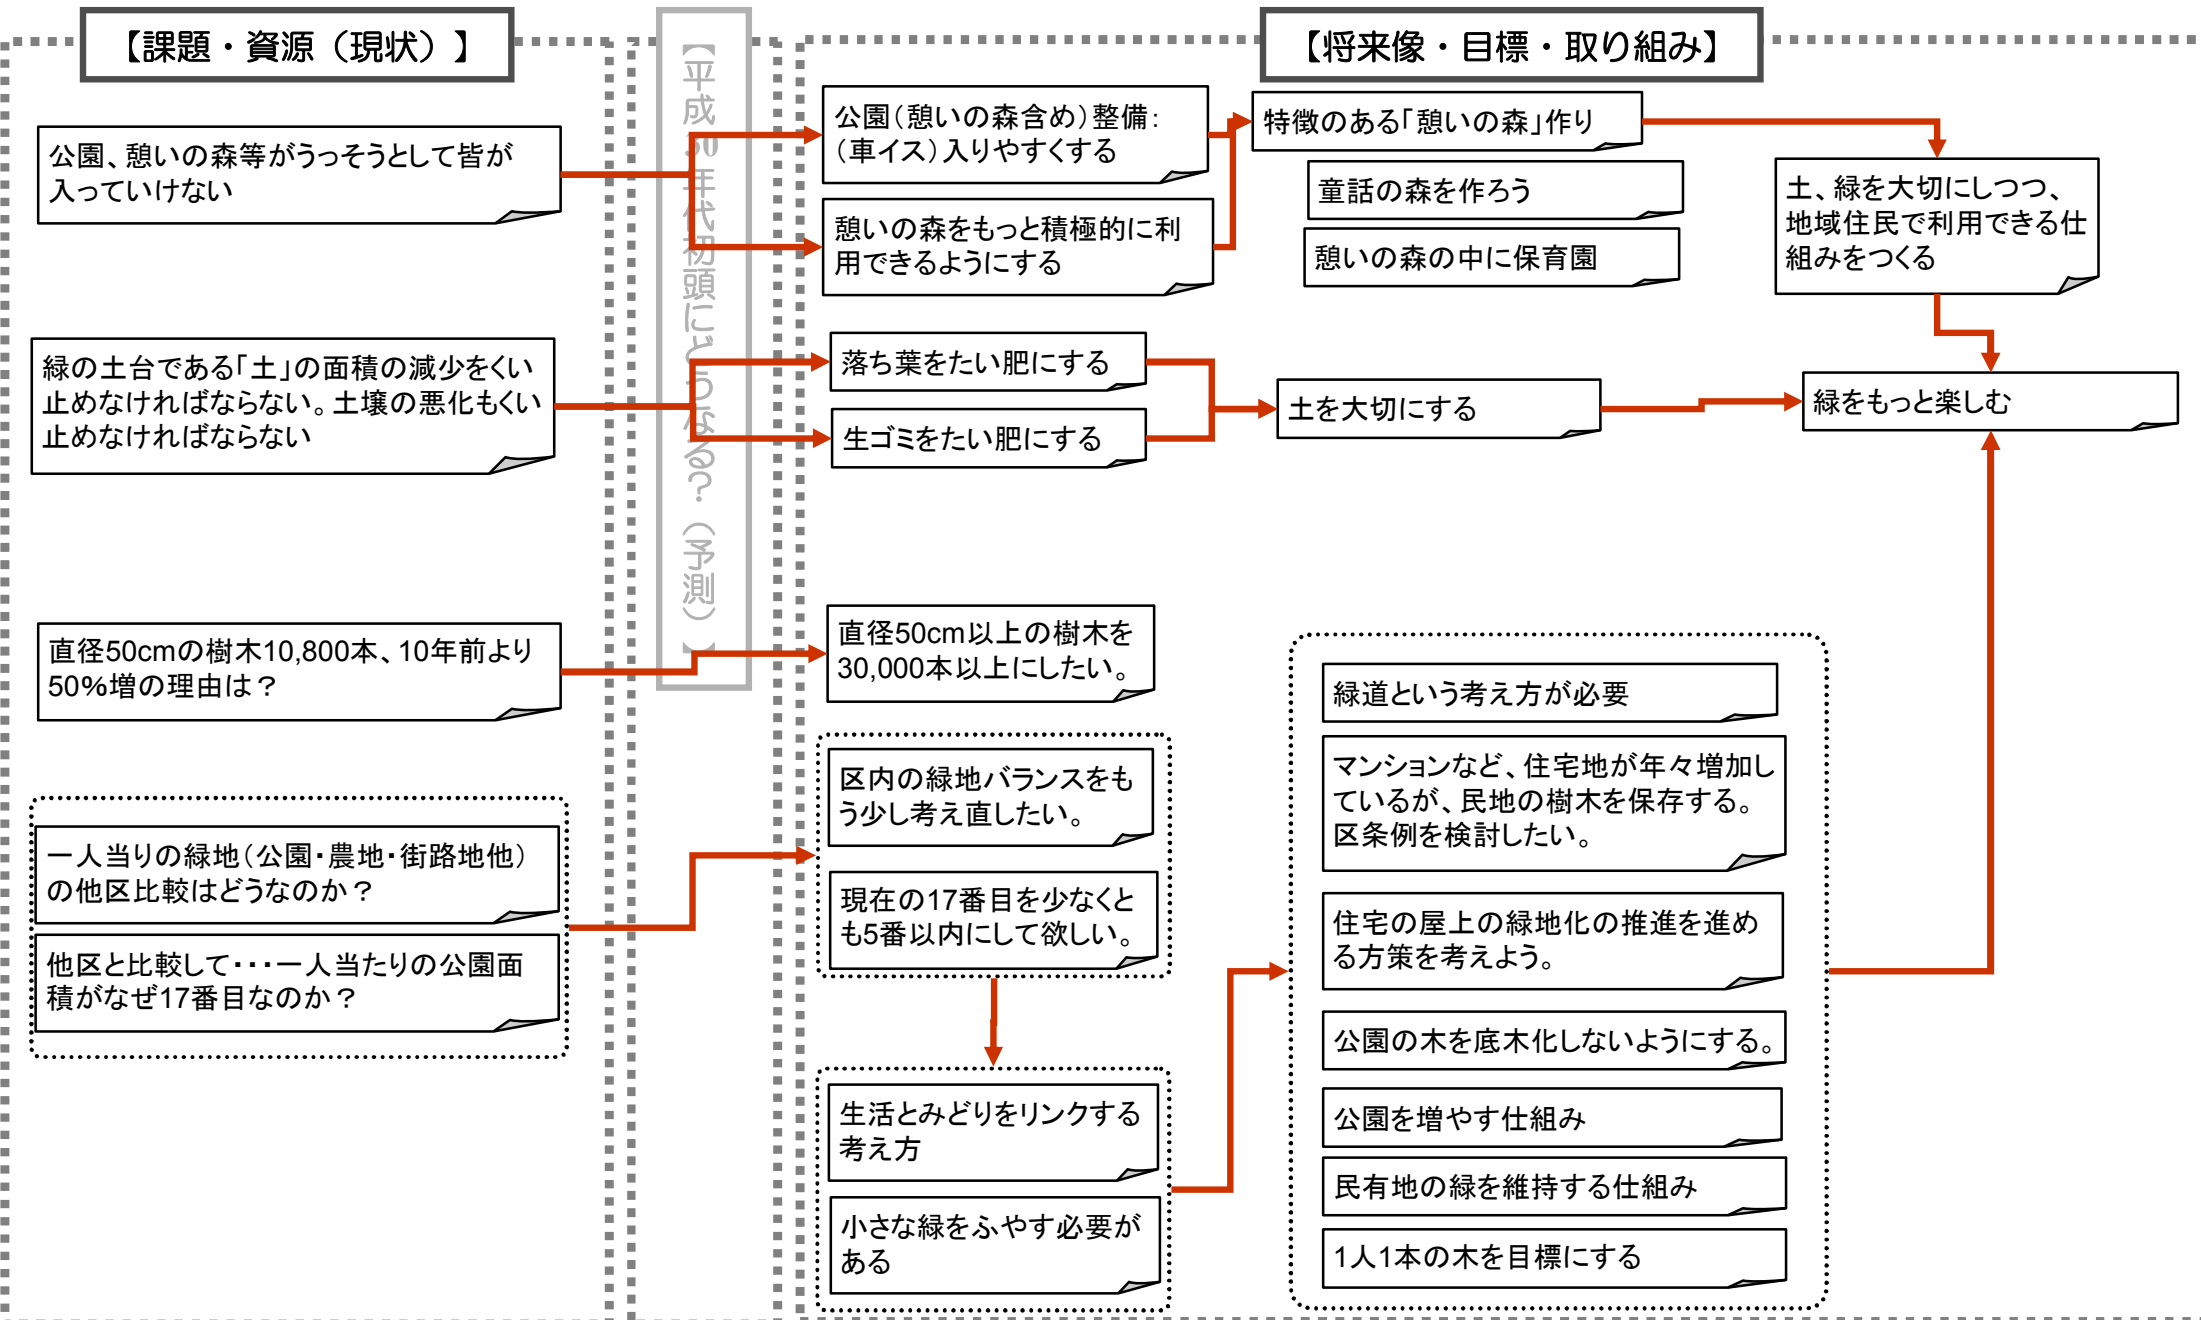 【課題・資源（現状）】
【平成30年代初頭にどうなる？（予測）】
【将来像・目標・取り組み】
公園、憩いの森等がうっそうとして皆が
入っていけない
公園（憩いの森含め）整備：
（車イス）入りやすくする
憩いの森をもっと積極的に利
用できるようにする
特徴のある「憩いの森」作り
童話の森を作ろう
憩いの森の中に保育園
土、緑を大切にしつつ、
地域住民で利用できる仕
組みをつくる
緑の土台である「土」の面積の減少をくい
止めなければならない。土壌の悪化もくい
止めなければならない
落ち葉をたい肥にする
生ゴミをたい肥にする
土を大切にする
緑をもっと楽しむ
直径50cmの樹木10,800本、10年前より
50％増の理由は？
直径50cm以上の樹木を
30,000本以上にしたい。
一人当りの緑地（公園・農地・街路地他）
の他区比較はどうなのか？
他区と比較して・・・一人当たりの公園面
積がなぜ17番目なのか？
区内の緑地バランスをも
う少し考え直したい。
現在の17番目を少なくと
も5番以内にして欲しい。
生活とみどりをリンクする
考え方
小さな緑をふやす必要が
ある
緑道という考え方が必要
マンションなど、住宅地が年々増加し
ているが、民地の樹木を保存する。
区条例を検討したい。
住宅の屋上の緑地化の推進を進め
る方策を考えよう。
公園の木を底木化しないようにする。
公園を増やす仕組み
民有地の緑を維持する仕組み
1人1本の木を目標にする